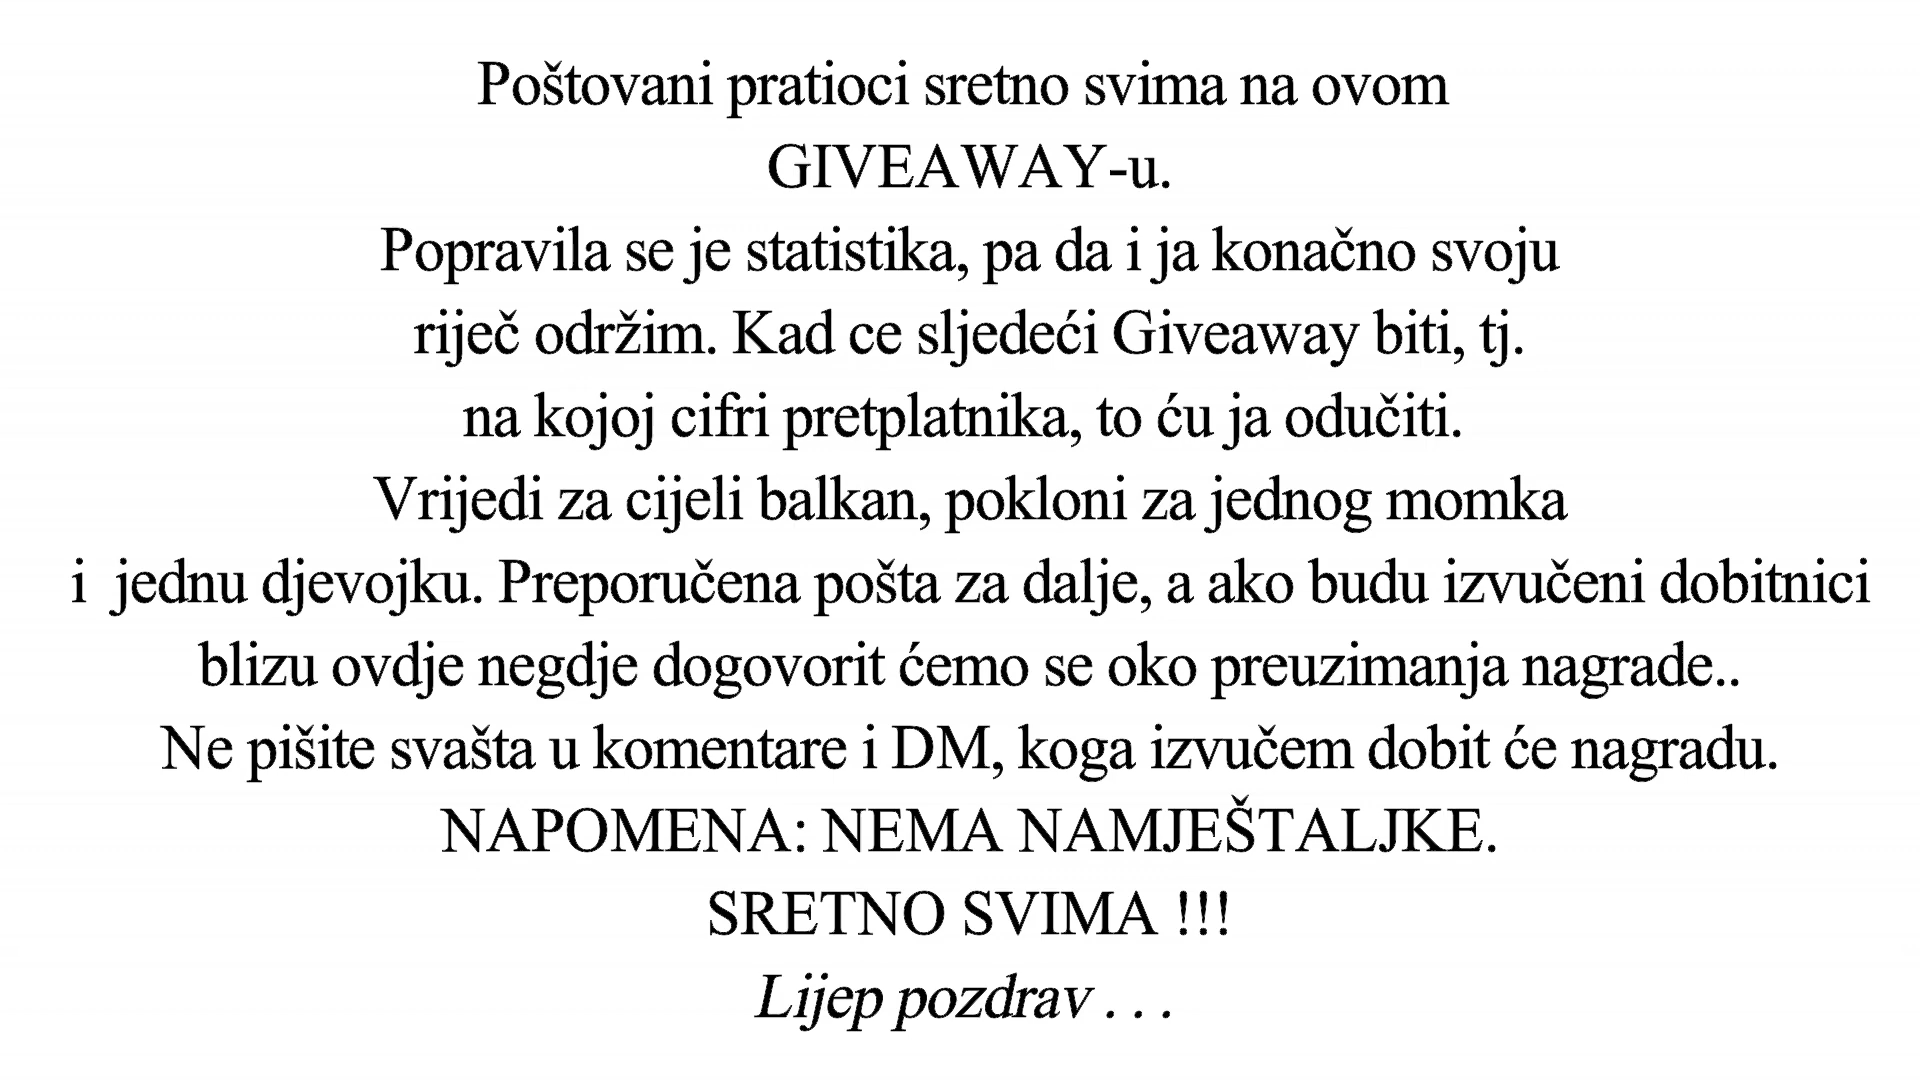 Poštovani pratioci sretno svima na ovom
GIVEAWAY-u.
Popravila se je statistika, pa da i ja konačno svoju
riječ održim. Kad ce sljedeći Giveaway biti, tj.
na kojoj cifri pretplatnika, to ću ja odučiti.
Vrijedi za cijeli balkan, pokloni za jednog momka
i  jednu djevojku. Preporučena pošta za dalje, a ako budu izvučeni dobitnici
blizu ovdje negdje dogovorit ćemo se oko preuzimanja nagrade..
Ne pišite svašta u komentare i DM, koga izvučem dobit će nagradu.
NAPOMENA: NEMA NAMJEŠTALJKE.
SRETNO SVIMA !!!
Lijep pozdrav . . .